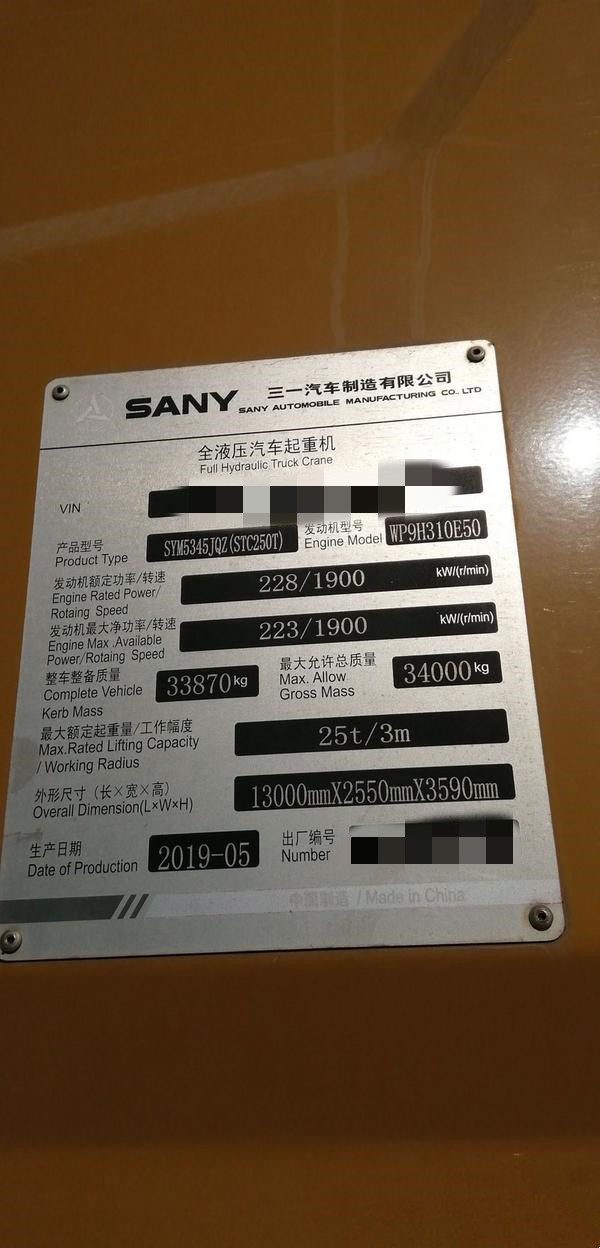 SANY 三一汽车制造有限公司
SANY AUTOMOBILE MANUFACTURING CO., LTD
全液压汽车起重机
Full Hydraulic Truck Crane
VIN
产品型号 SYM5345JQZ(STC250T) 发动机型号 WP9H310E50
Product Type Engine Model
发动机额定功率/转速 228/1900 kW/(r/min)
Engine Rated Power/
Rotaing Speed
发动机最大净功率/转速 223/1900 kW/(r/min)
Engine Max .Available
Power/Rotaing Speed
整车整备质量 33870kg 最大允许总质量 34000kg
Complete Vehicle Max. Allow
Kerb Mass Gross Mass
最大额定起重量/工作幅度 25t/3m
Max.Rated Lifting Capacity
/ Working Radius
外形尺寸(长×宽×高) 13000mmX2550mmX3590mm
Overall Dimension(L×W×H)
生产日期 2019-05 出厂编号
Date of Production Number
中国制造 / Made in China